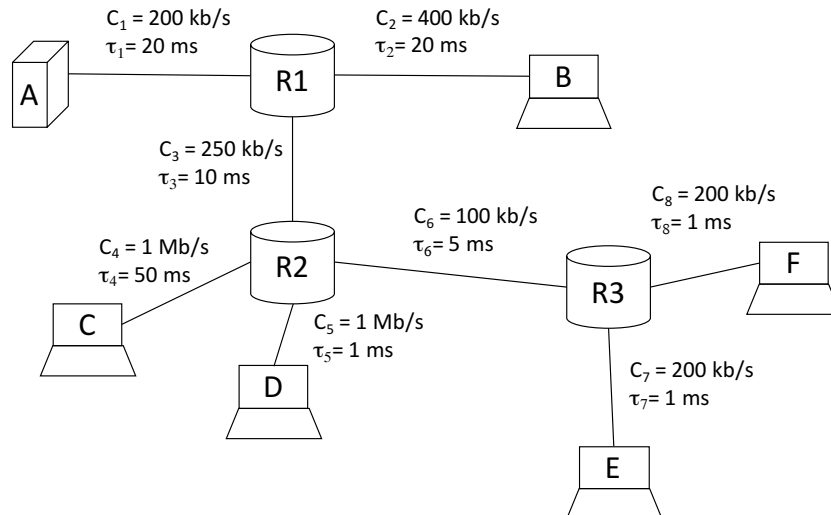 C₁ = 200 kb/s
τ₁= 20 ms
C₂ = 400 kb/s
τ₂= 20 ms
A
R1
B
C₃ = 250 kb/s
τ₃= 10 ms
C₈ = 200 kb/s
τ₈= 1 ms
C₆ = 100 kb/s
τ₆= 5 ms
C₄ = 1 Mb/s
τ₄= 50 ms
R2
F
R3
C
C₅ = 1 Mb/s
τ₅= 1 ms
D
C₇ = 200 kb/s
τ₇= 1 ms
E